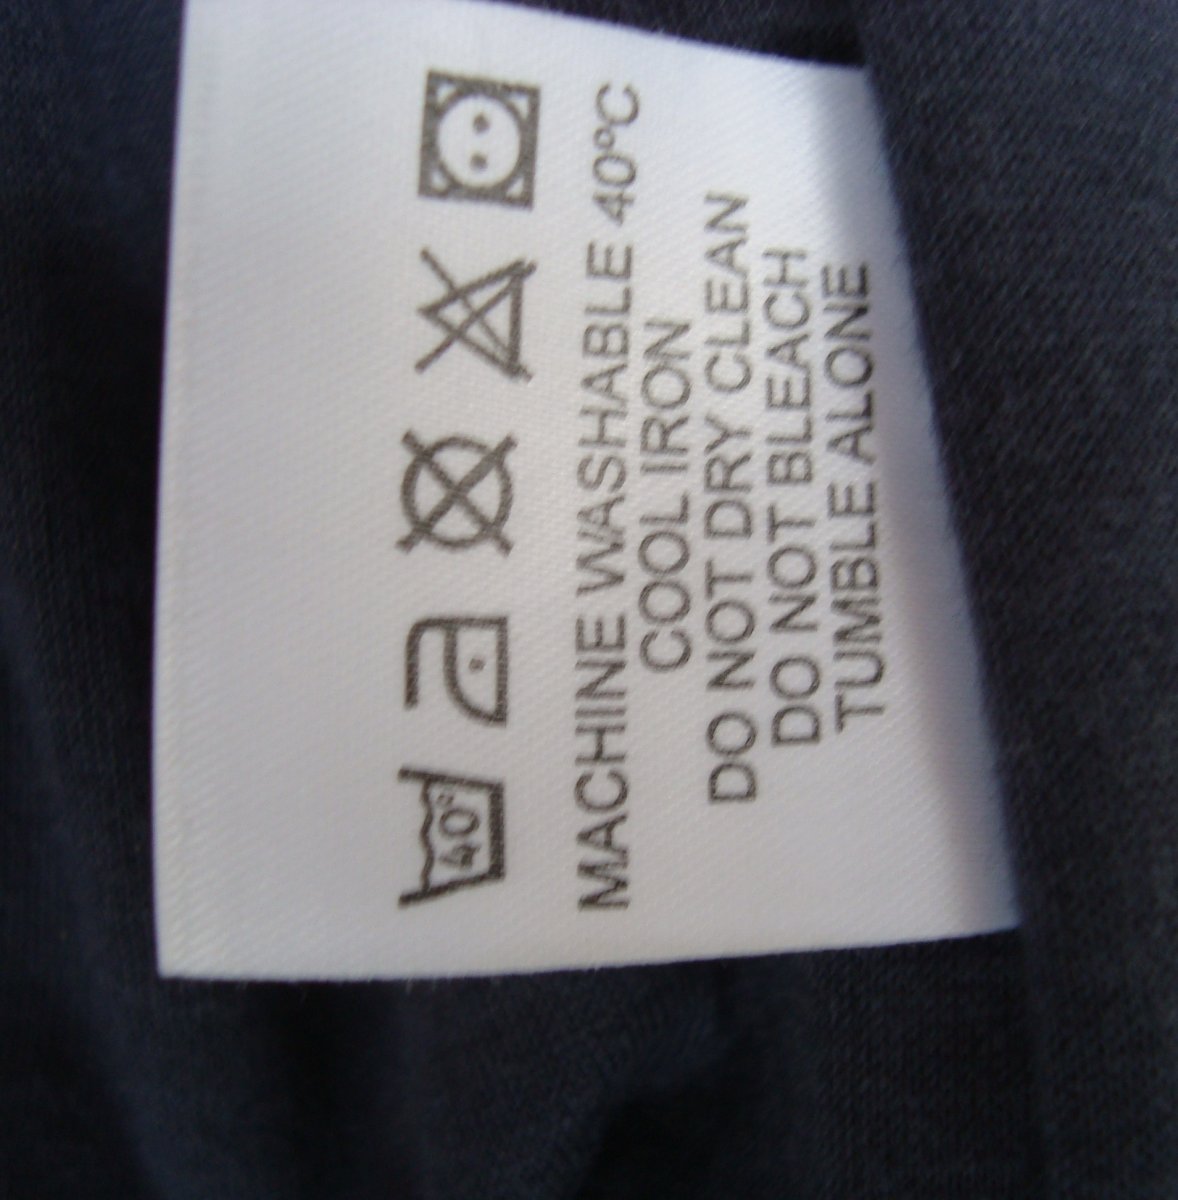 40°
MACHINE WASHABLE 40°C
COOL IRON
DO NOT DRY CLEAN
DO NOT BLEACH
TUMBLE ALONE